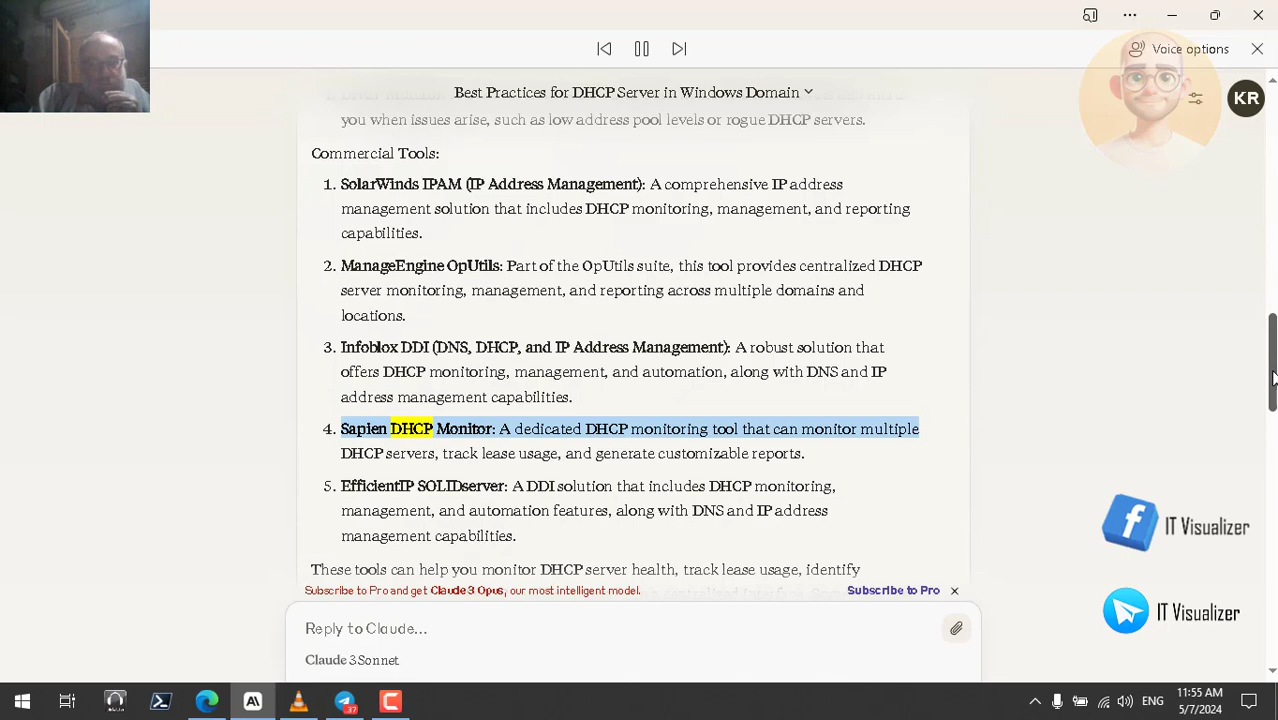 Voice options
Best Practices for DHCP Server in Windows Domain
KR
you when issues arise, such as low address pool levels or rogue DHCP servers.
Commercial Tools:
1. SolarWinds IPAM (IP Address Management): A comprehensive IP address
management solution that includes DHCP monitoring, management, and reporting
capabilities.
2. ManageEngine OpUtils: Part of the OpUtils suite, this tool provides centralized DHCP
server monitoring, management, and reporting across multiple domains and
locations.
3. Infoblox DDI (DNS, DHCP, and IP Address Management): A robust solution that
offers DHCP monitoring, management, and automation, along with DNS and IP
address management capabilities.
4. Sapien DHCP Monitor: A dedicated DHCP monitoring tool that can monitor multiple
DHCP servers, track lease usage, and generate customizable reports.
5. EfficientIP SOLIDserver: A DDI solution that includes DHCP monitoring,
management, and automation features, along with DNS and IP address
management capabilities.
These tools can help you monitor DHCP server health, track lease usage, identify
Subscribe to Pro and get Claude 3 Opus, our most intelligent model.
Subscribe to Pro
Reply to Claude...
Claude 3 Sonnet
IT Visualizer
IT Visualizer
37
ENG
11:55 AM
5/7/2024